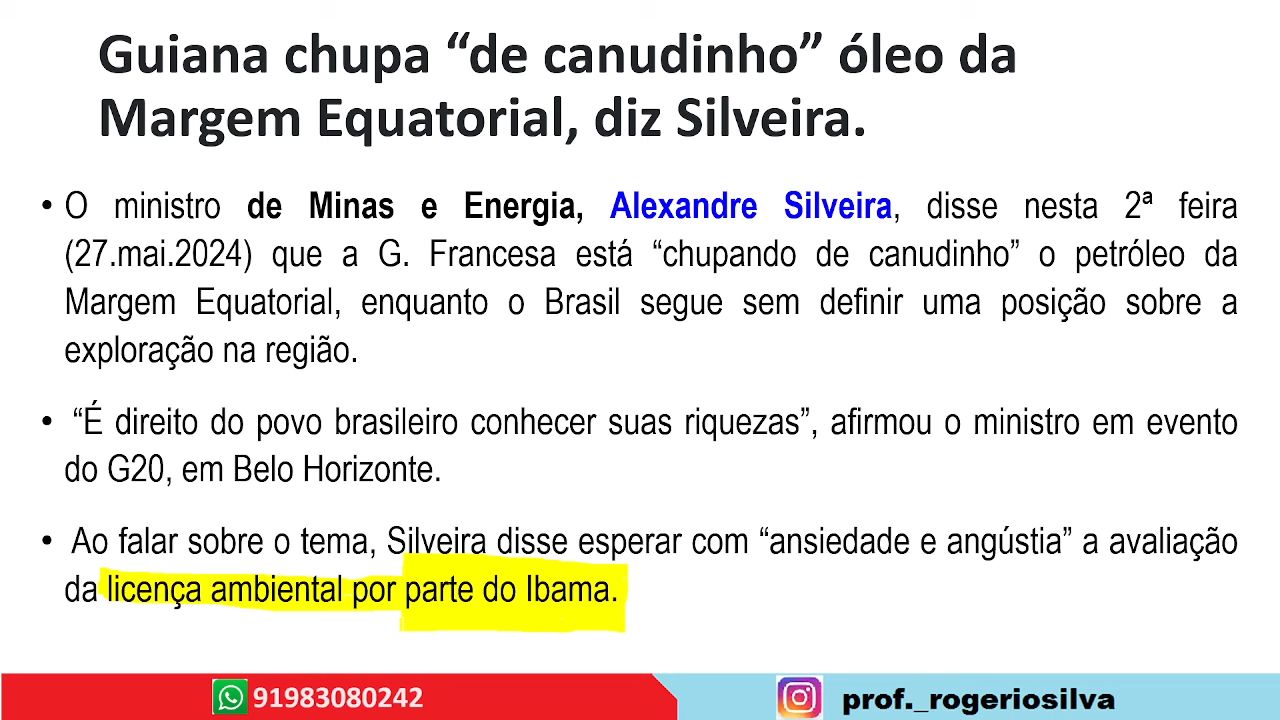 Guiana chupa “de canudinho” óleo da
Margem Equatorial, diz Silveira.
• O ministro de Minas e Energia, Alexandre Silveira, disse nesta 2ª feira
(27.mai.2024) que a G. Francesa está “chupando de canudinho” o petróleo da
Margem Equatorial, enquanto o Brasil segue sem definir uma posição sobre a
exploração na região.
• “É direito do povo brasileiro conhecer suas riquezas”, afirmou o ministro em evento
do G20, em Belo Horizonte.
• Ao falar sobre o tema, Silveira disse esperar com “ansiedade e angústia” a avaliação
da licença ambiental por parte do Ibama.
91983080242
prof._rogeriosilva